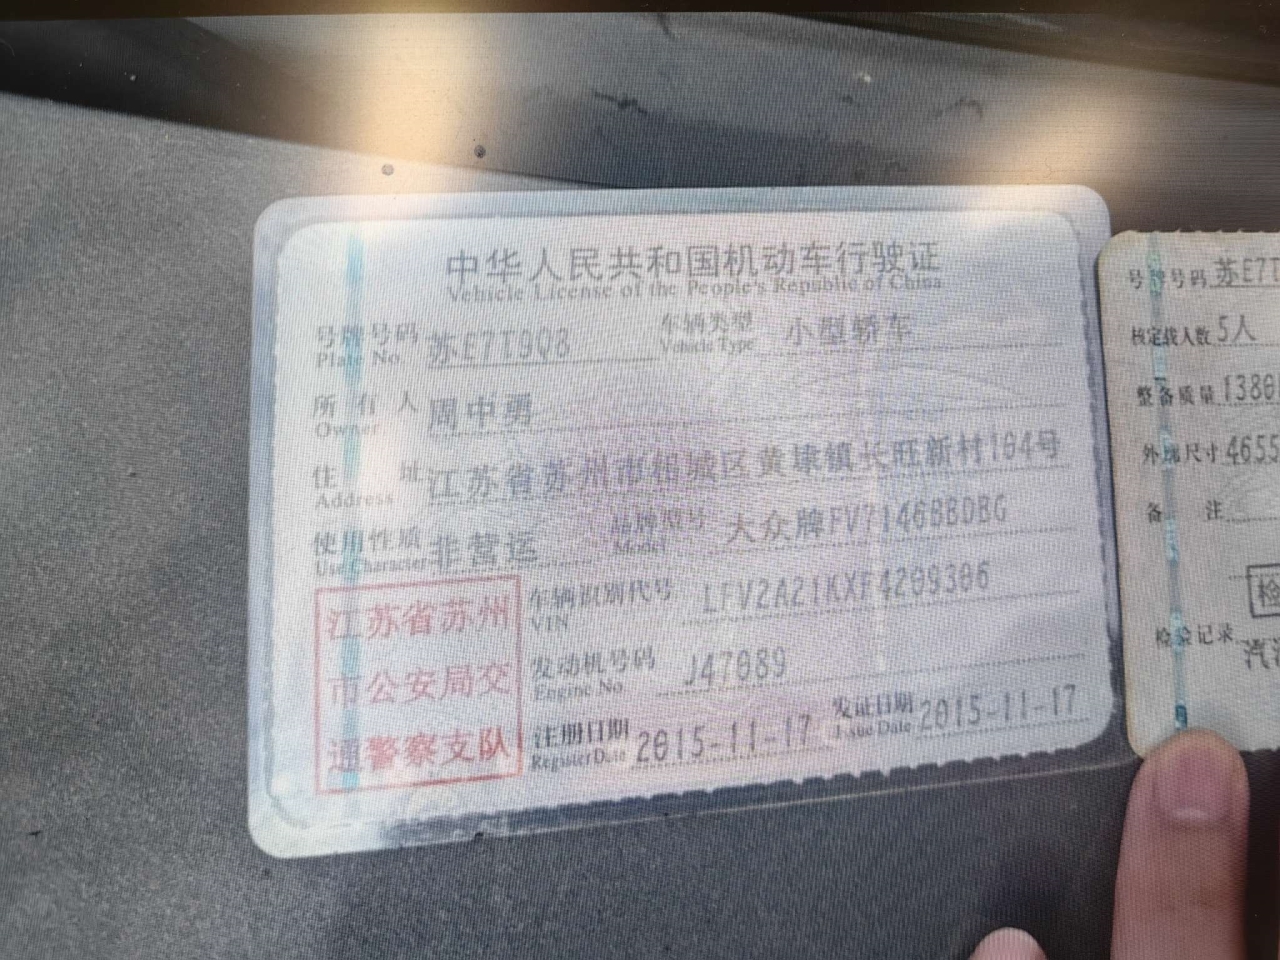 中华人民共和国机动车行驶证
Vehicle License of the People's Republic of China
号牌号码 苏E7T9Q8 车辆类型 小型轿车
Plate No. Vehicle Type
所有人 周中勇
Owner
住址 江苏省苏州市相城区黄埭镇长旺新村104号
Address
使用性质 非营运 品牌型号 大众牌FV7146BBDBG
Use Character Model
车辆识别代号 LFV2A21KXF4209306
VIN
发动机号码 J47089
Engine No.
注册日期 2015-11-17 发证日期 2015-11-17
Register Date Issue Date
江苏省苏州
市公安局交
通警察支队
号牌号码 苏E7T
核定载人数 5人
整备质量 1380
外廓尺寸 4655
备注
检
检验记录
汽油